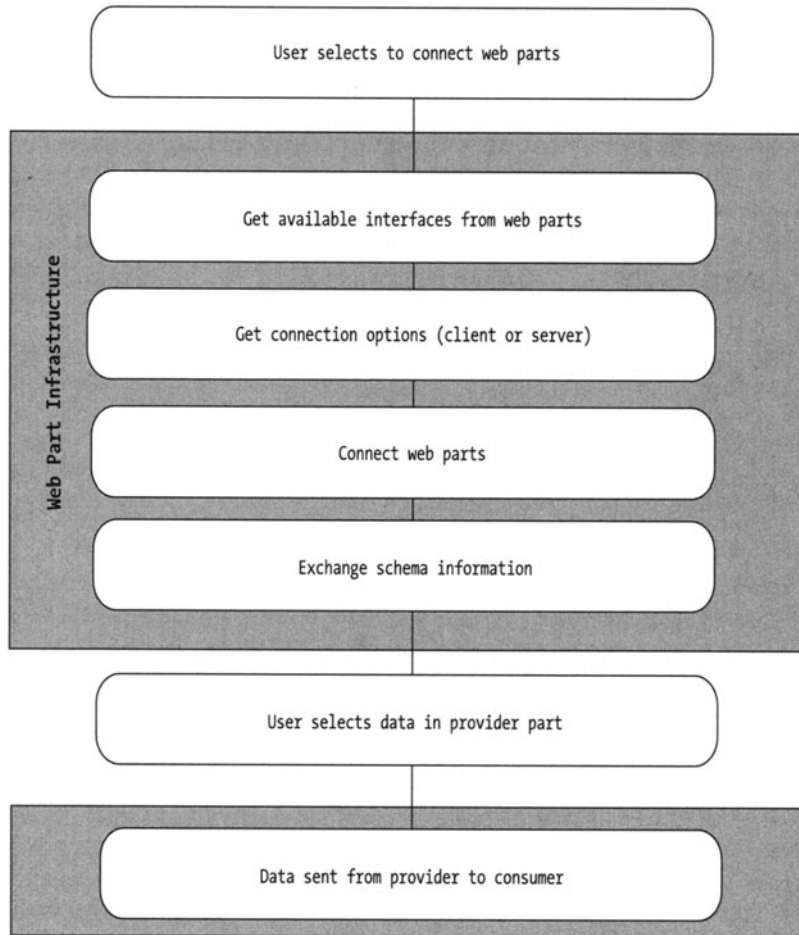 User selects to connect web parts
Web Part Infrastructure
Get available interfaces from web parts
Get connection options (client or server)
Connect web parts
Exchange schema information
User selects data in provider part
Data sent from provider to consumer